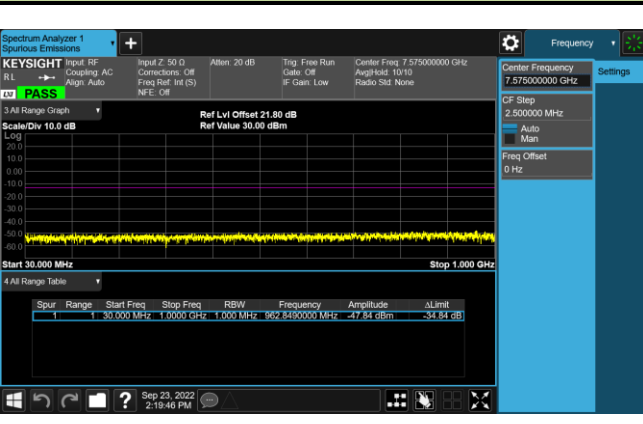 Spectrum Analyzer 1
Spurious Emissions
Frequency
KEYSIGHT
Input: RF
Coupling: AC
Align: Auto
Input Z: 50 Ω
Corrections: Off
Freq Ref: Int (S)
NFE: Off
Atten: 20 dB
Trig: Free Run
Gate: Off
IF Gain: Low
Center Freq: 7.575000000 GHz
Avg|Hold: 10/10
Radio Std: None
R L
LXI
PASS
3 All Range Graph
Scale/Div 10.0 dB
Ref Lvl Offset 21.80 dB
Ref Value 30.00 dBm
Log
20.0
10.0
0.00
-10.0
-20.0
-30.0
-40.0
-50.0
-60.0
Start 30.000 MHz
Stop 1.000 GHz
4 All Range Table
Spur Range Start Freq Stop Freq RBW Frequency Amplitude ΔLimit
1 1 30.000 MHz 1.0000 GHz 1.000 MHz 962.8490000 MHz -47.84 dBm -34.84 dB
Center Frequency
7.575000000 GHz
CF Step
2.500000 MHz
Auto
Man
Freq Offset
0 Hz
Settings
Sep 23, 2022
2:19:46 PM